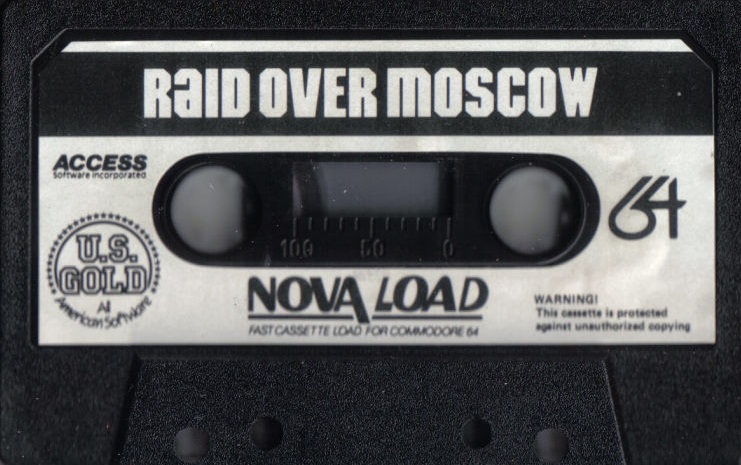 RaID OVER MOSCOW
ACCESS
Software Incorporated
64
100 50 0
U.S.
GOLD
All
American Software
NOVA LOAD
FAST CASSETTE LOAD FOR COMMODORE 64
WARNING!
This cassette is protected
against unauthorized copying